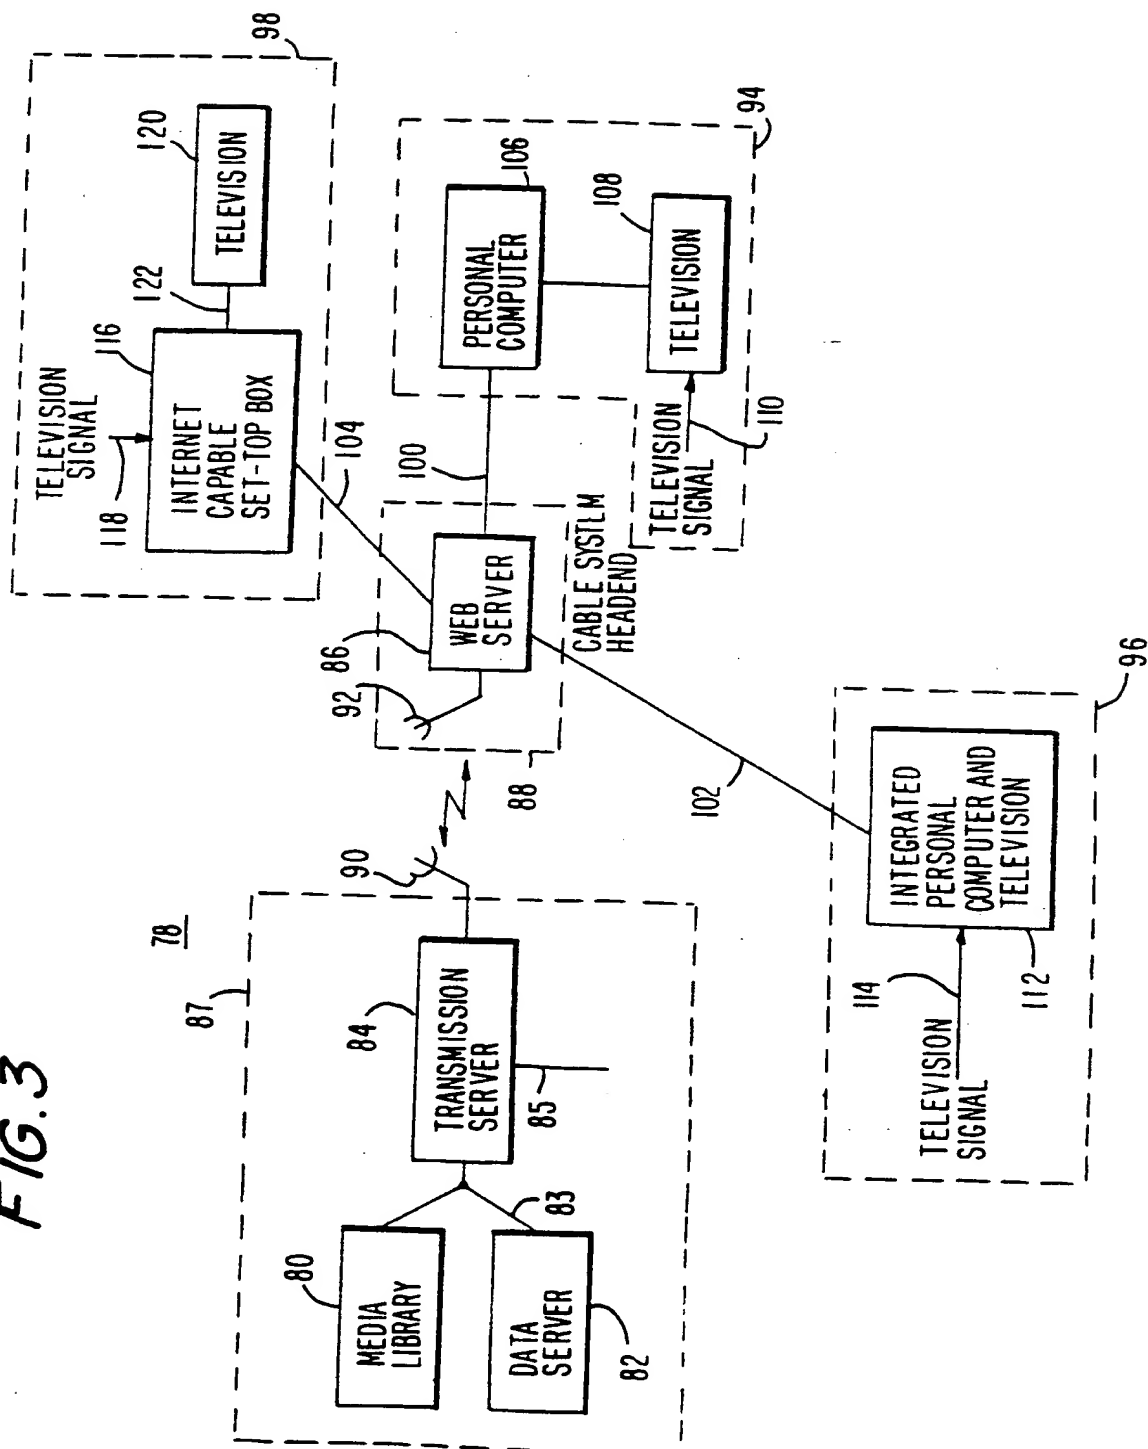 FIG. 3
78
87
80
MEDIA
LIBRARY
DATA
SERVER
82
83
84
TRANSMISSION
SERVER
85
90
92
86
WEB
SERVER
88
CABLE SYSTLM
HEADEND
TELEVISION
SIGNAL
118
116
INTERNET
CAPABLE
SET-TOP BOX
122
120
TELEVISION
98
104
100
PERSONAL
COMPUTER
106
108
TELEVISION
94
TELEVISION
SIGNAL
110
102
TELEVISION
SIGNAL
114
INTEGRATED
PERSONAL
COMPUTER AND
TELEVISION
112
96